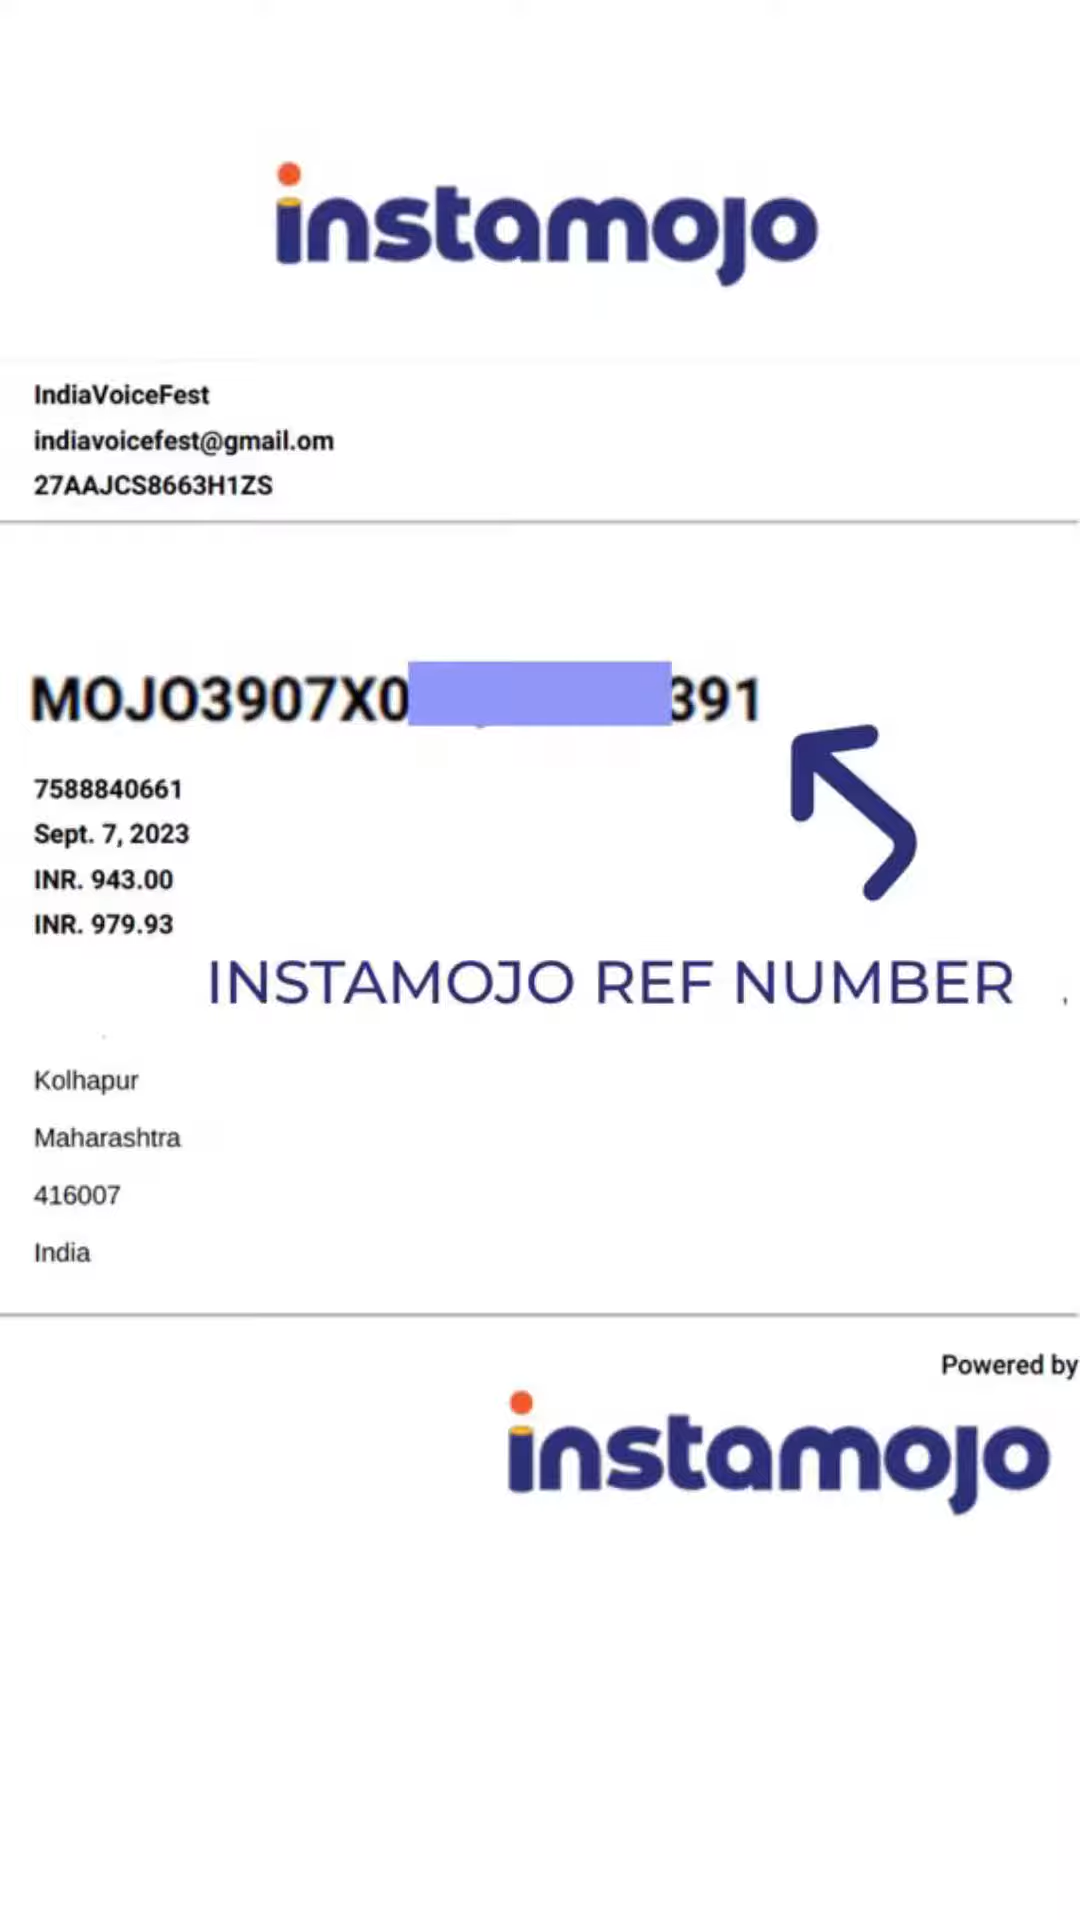 instamojo
IndiaVoiceFest
indiavoicefest@gmail.om
27AAJCS8663H1ZS
MOJO3907X0 391
7588840661
Sept. 7, 2023
INR. 943.00
INR. 979.93
INSTAMOJO REF NUMBER
Kolhapur
Maharashtra
416007
India
Powered by
instamojo